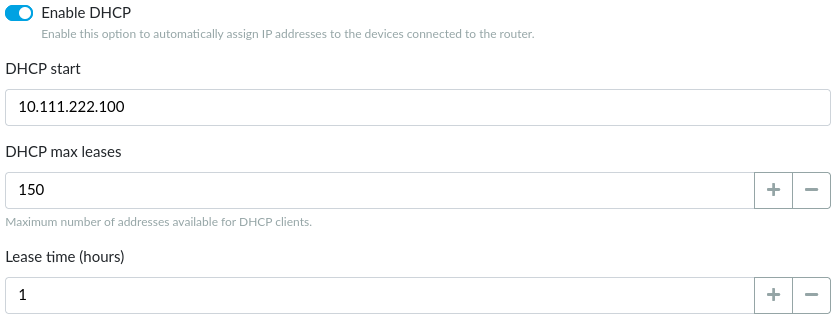 Enable DHCP
Enable this option to automatically assign IP addresses to the devices connected to the router.
DHCP start
10.111.222.100
DHCP max leases
150
Maximum number of addresses available for DHCP clients.
Lease time (hours)
1